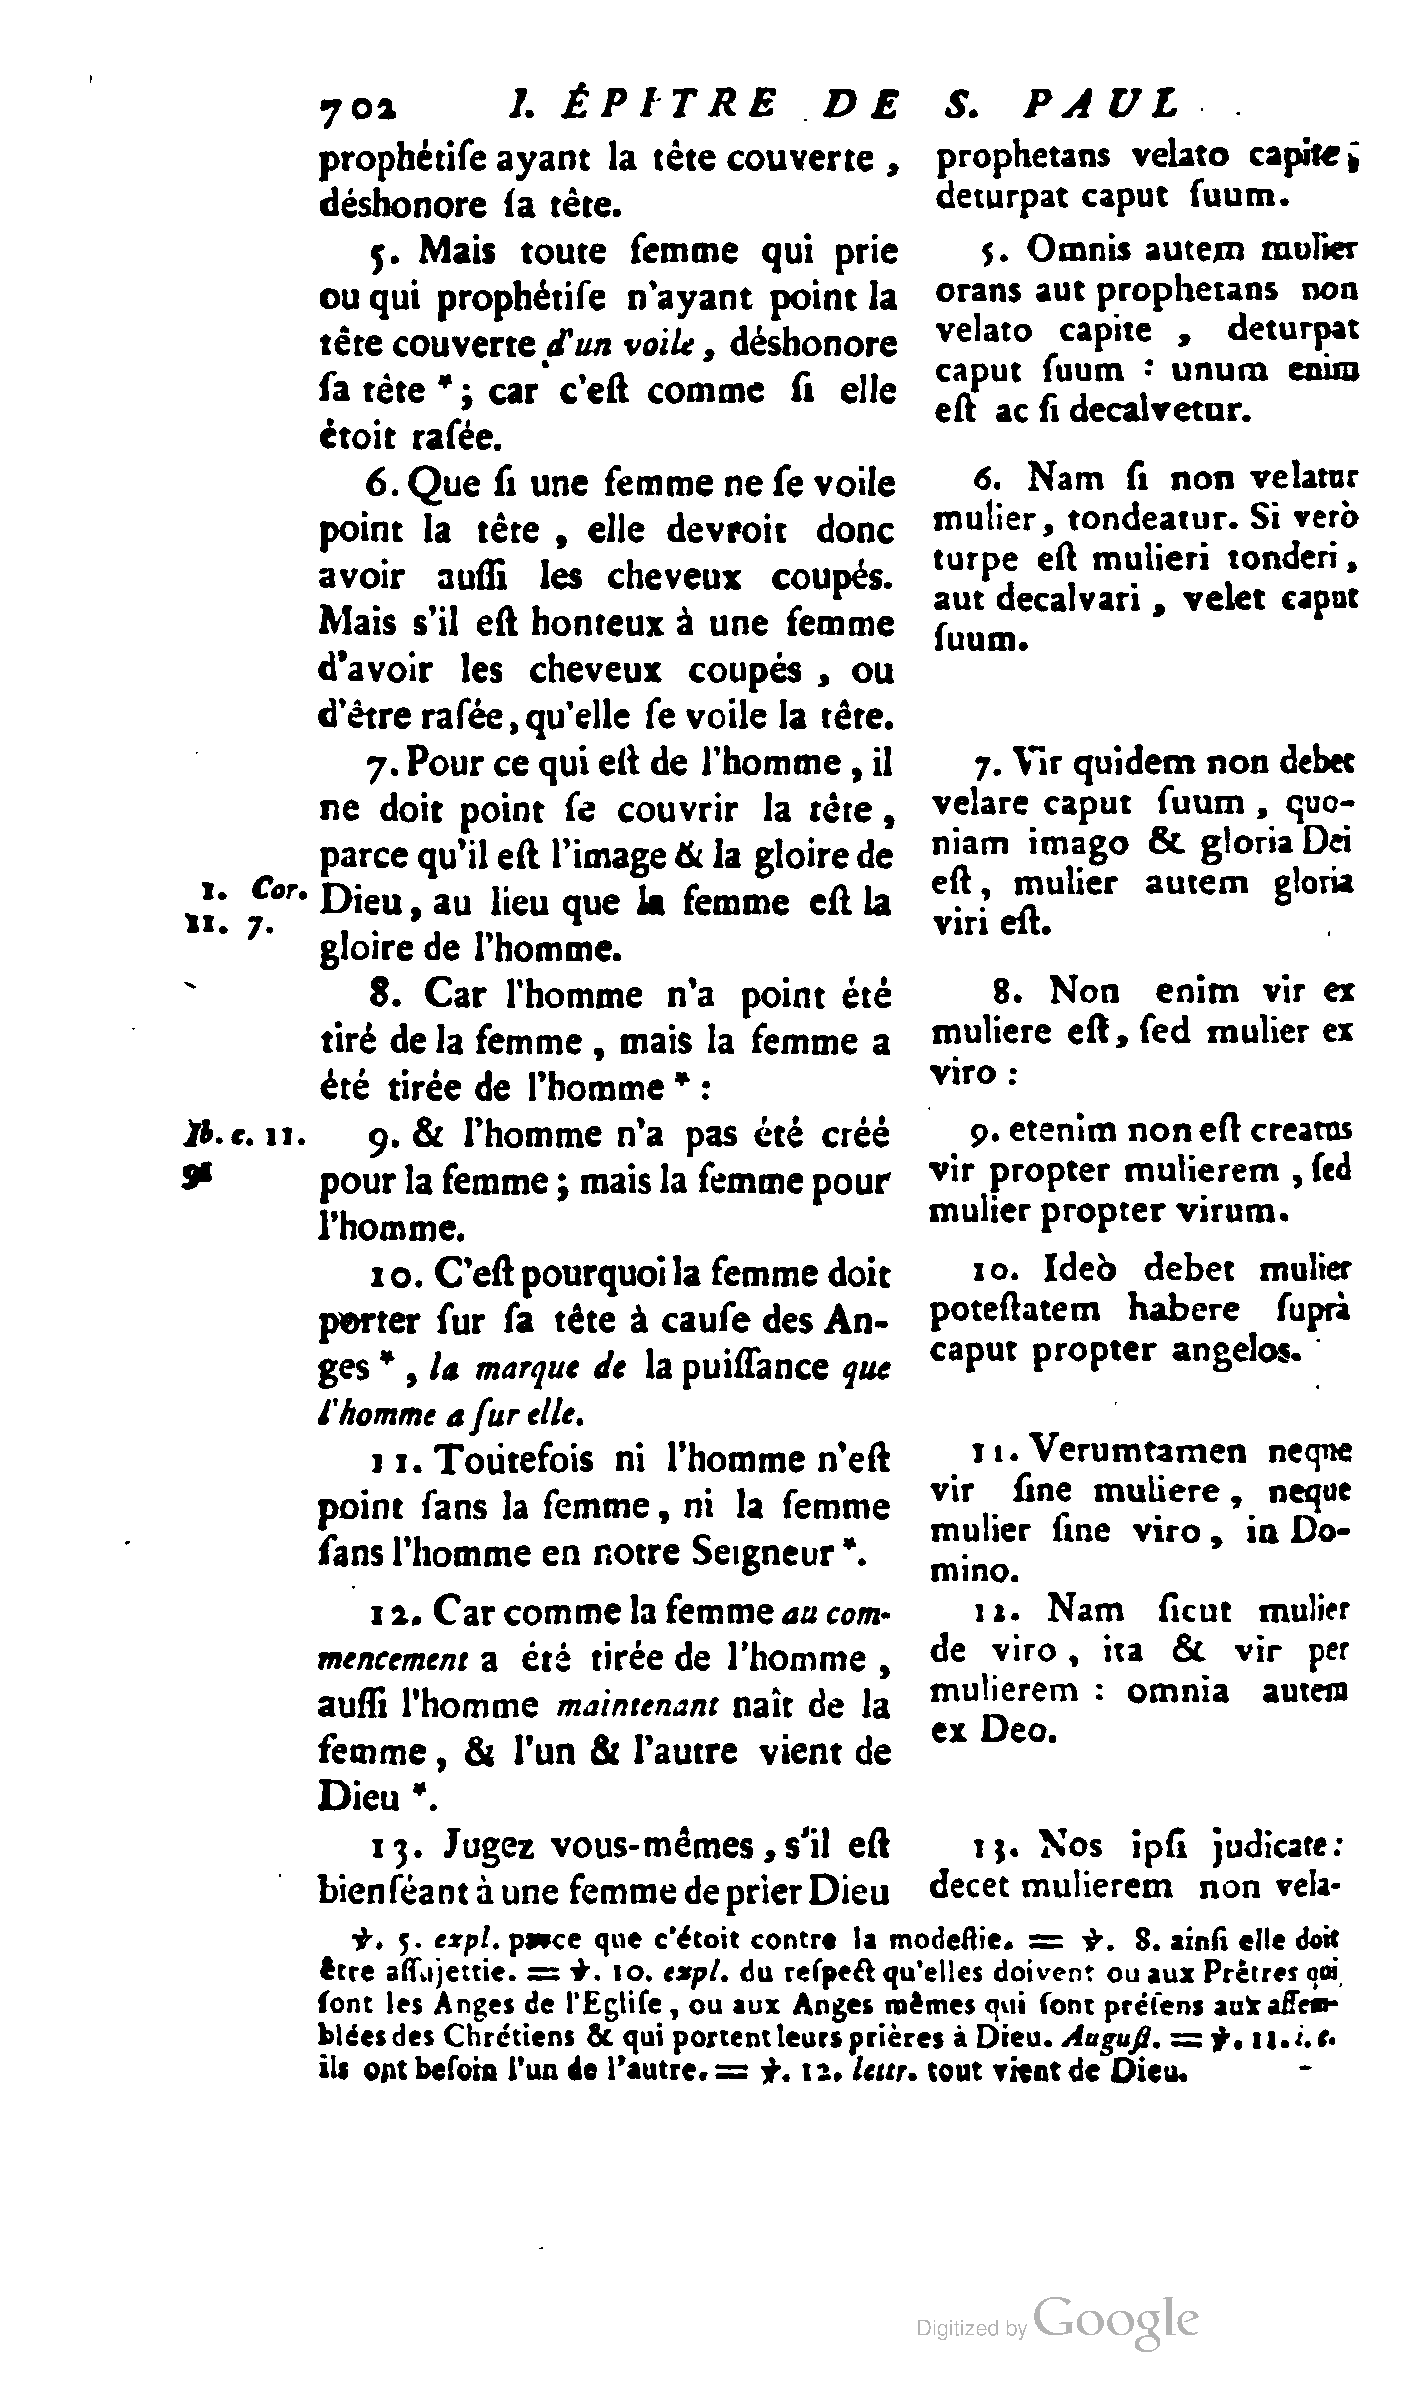 702 I. ÉPITRE DE S. PAUL
prophétiſe ayant la tête couverte ,
déshonore ſa tête.
5. Mais toute femme qui prie
ou qui prophétiſe n'ayant point la
tête couverte d'un voile, déshonore
ſa tête *; car c'eſt comme ſi elle
étoit raſée.
6. Que ſi une femme ne ſe voile
point la tête , elle devroit donc
avoir auſſi les cheveux coupés.
Mais s'il eſt honteux à une femme
d'avoir les cheveux coupés , ou
d'être raſée, qu'elle ſe voile la tête.
7. Pour ce qui eſt de l'homme , il
ne doit point ſe couvrir la tête ,
parce qu'il eſt l'image & la gloire de
1. Cor. Dieu, au lieu que la femme eſt la
11. 7.
gloire de l'homme.
8. Car l'homme n'a point été
tiré de la femme , mais la femme a
été tirée de l'homme * :
Ib. c. 11. 9. & l'homme n'a pas été créé
pour la femme ; mais la femme pour
l'homme.
10. C'eſt pourquoi la femme doit
porter ſur ſa tête à cauſe des An-
ges * , la marque de la puiſſance que
l'homme a ſur elle.
11. Toutefois ni l'homme n'eſt
point ſans la femme, ni la femme
ſans l'homme en notre Seigneur *.
12. Car comme la femme au com-
mencement a été tirée de l'homme ,
auſſi l'homme maintenant naît de la
femme, & l'un & l'autre vient de
Dieu *.
13. Jugez vous-mêmes, s'il eſt
bienſéant à une femme de prier Dieu
prophetans velato capite ;
deturpat caput ſuum.
5. Omnis autem mulier
orans aut prophetans non
velato capite , deturpat
caput ſuum : unum enim
eſt ac ſi decalvetur.
6. Nam ſi non velatur
mulier, tondeatur. Si verò
turpe eſt mulieri tonderi,
aut decalvari, velet caput
ſuum.
7. Vir quidem non debet
velare caput ſuum , quo-
niam imago & gloria Dei
eſt, mulier autem gloria
viri eſt.
8. Non enim vir ex
muliere eſt, ſed mulier ex
viro :
9. etenim non eſt creatus
vir propter mulierem , ſed
mulier propter virum.
10. Ideò debet mulier
poteſtatem habere ſuprà
caput propter angelos.
11. Verumtamen neque
vir ſine muliere, neque
mulier ſine viro, in Do-
mino.
12. Nam ſicut mulier
de viro , ita & vir per
mulierem : omnia autem
ex Deo.
13. Nos ipſi judicate:
decet mulierem non vela-
℣. 5. expl. parce que c'étoit contre la modeſtie. = ℣. 8. ainſi elle doit
être aſſujettie. = ℣. 10. expl. du reſpect qu'elles doivent ou aux Prêtres qui
ſont les Anges de l'Egliſe, ou aux Anges mêmes qui ſont préſens aux aſſem-
blées des Chrétiens & qui portent leurs prières à Dieu. Auguſt. = ℣. 11. i. e.
ils ont beſoin l'un de l'autre. = ℣. 12. lettr. tout vient de Dieu.
Digitized by Google